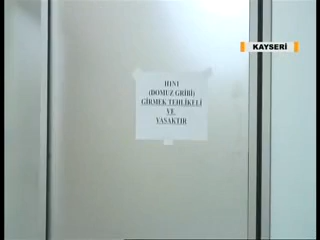 KAYSERİ
H1N1
(DOMUZ GRİBİ)
GİRMEK TEHLİKELİ
VE
YASAKTIR